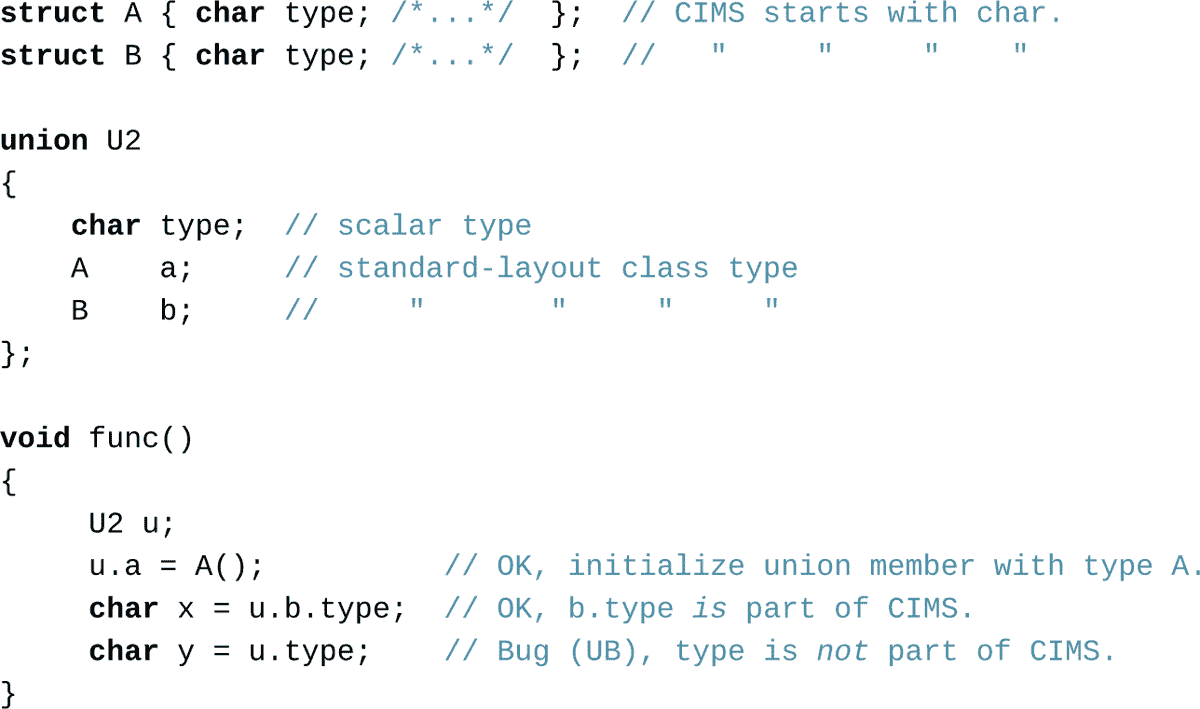 struct A { char type; /*...*/  };  // CIMS starts with char.
struct B { char type; /*...*/  };  //   "     "     "    "
union U2
{
    char type;  // scalar type
    A    a;     // standard-layout class type
    B    b;     //     "       "     "     "
};
void func()
{
     U2 u;
     u.a = A();          // OK, initialize union member with type A.
     char x = u.b.type;  // OK, b.type is part of CIMS.
     char y = u.type;    // Bug (UB), type is not part of CIMS.
}